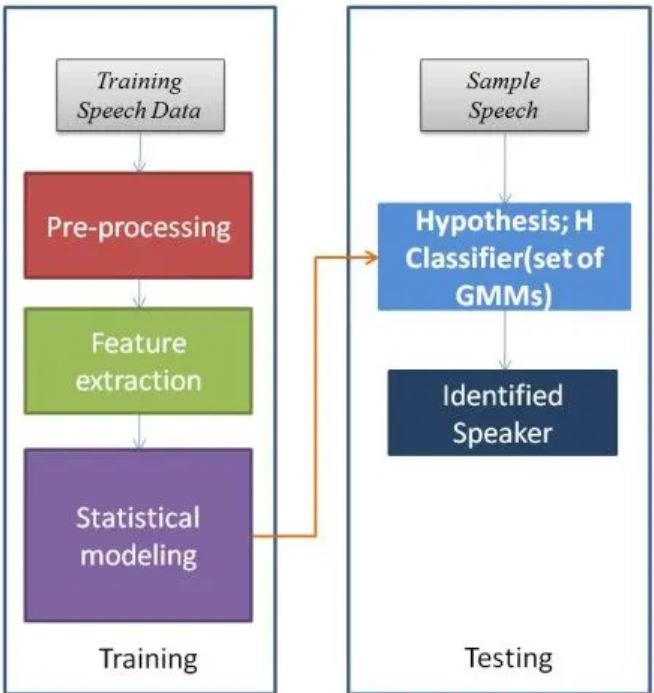 Training
Speech Data
Pre-processing
Feature
extraction
Statistical
modeling
Training
Sample
Speech
Hypothesis; H
Classifier(set of
GMMs)
Identified
Speaker
Testing